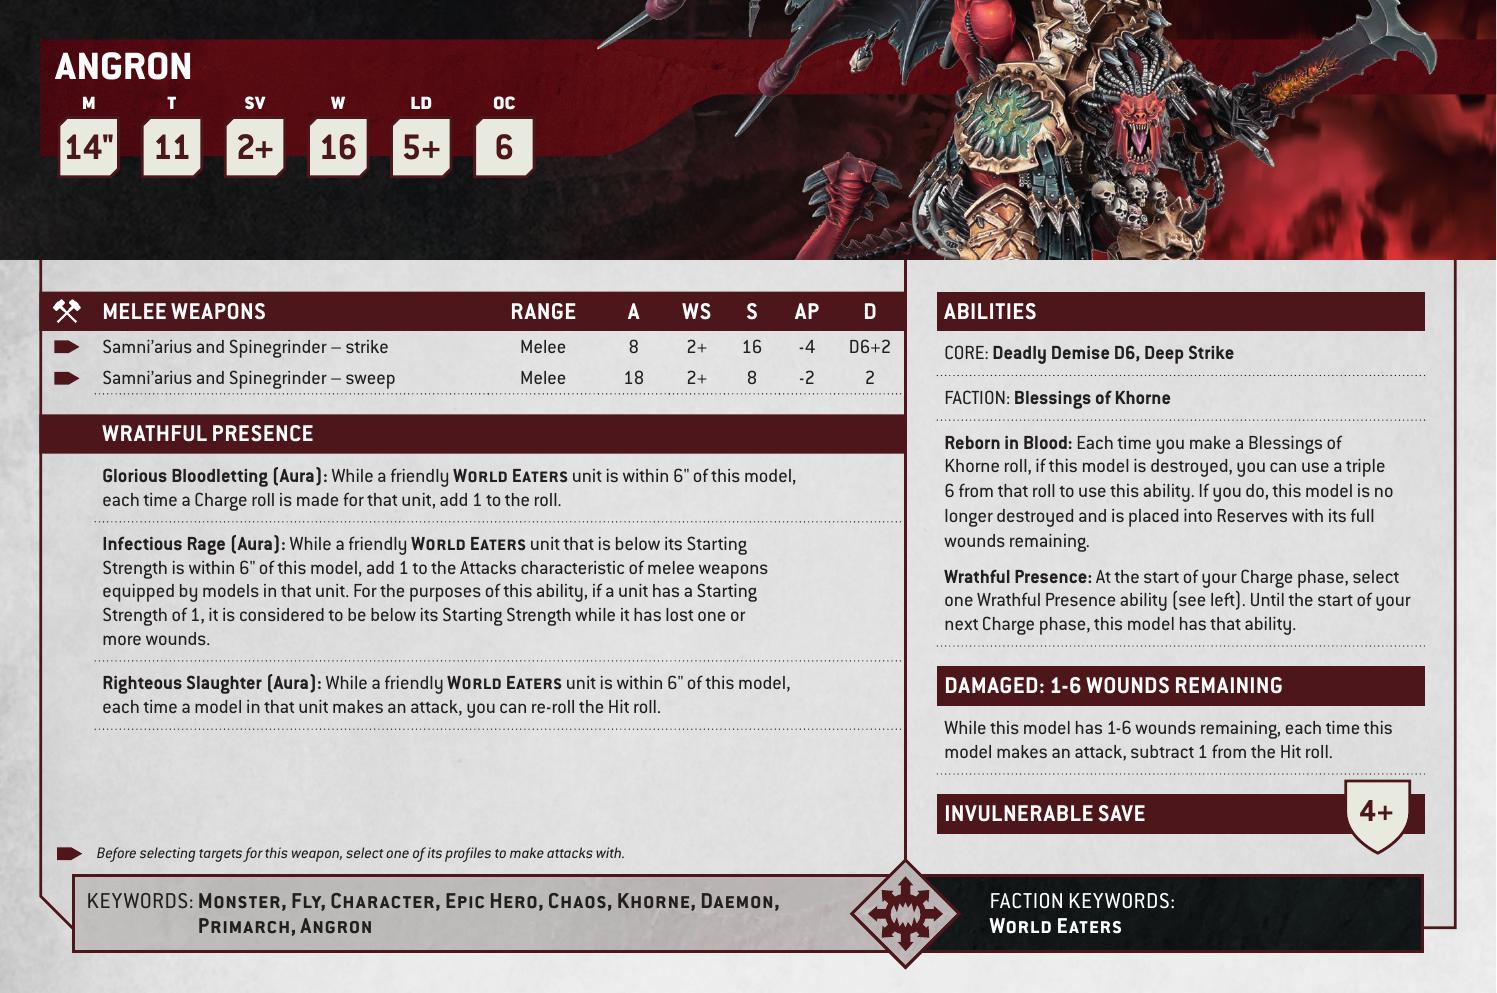 ANGRON
M T SV W LD OC
14" 11 2+ 16 5+ 6
MELEE WEAPONS RANGE A WS S AP D
Samni’arius and Spinegrinder – strike Melee 8 2+ 16 -4 D6+2
Samni’arius and Spinegrinder – sweep Melee 18 2+ 8 -2 2
WRATHFUL PRESENCE
Glorious Bloodletting (Aura): While a friendly WORLD EATERS unit is within 6" of this model,
each time a Charge roll is made for that unit, add 1 to the roll.
Infectious Rage (Aura): While a friendly WORLD EATERS unit that is below its Starting
Strength is within 6" of this model, add 1 to the Attacks characteristic of melee weapons
equipped by models in that unit. For the purposes of this ability, if a unit has a Starting
Strength of 1, it is considered to be below its Starting Strength while it has lost one or
more wounds.
Righteous Slaughter (Aura): While a friendly WORLD EATERS unit is within 6" of this model,
each time a model in that unit makes an attack, you can re-roll the Hit roll.
Before selecting targets for this weapon, select one of its profiles to make attacks with.
ABILITIES
CORE: Deadly Demise D6, Deep Strike
FACTION: Blessings of Khorne
Reborn in Blood: Each time you make a Blessings of
Khorne roll, if this model is destroyed, you can use a triple
6 from that roll to use this ability. If you do, this model is no
longer destroyed and is placed into Reserves with its full
wounds remaining.
Wrathful Presence: At the start of your Charge phase, select
one Wrathful Presence ability (see left). Until the start of your
next Charge phase, this model has that ability.
DAMAGED: 1-6 WOUNDS REMAINING
While this model has 1-6 wounds remaining, each time this
model makes an attack, subtract 1 from the Hit roll.
INVULNERABLE SAVE 4+
KEYWORDS: MONSTER, FLY, CHARACTER, EPIC HERO, CHAOS, KHORNE, DAEMON,
PRIMARCH, ANGRON
FACTION KEYWORDS:
WORLD EATERS